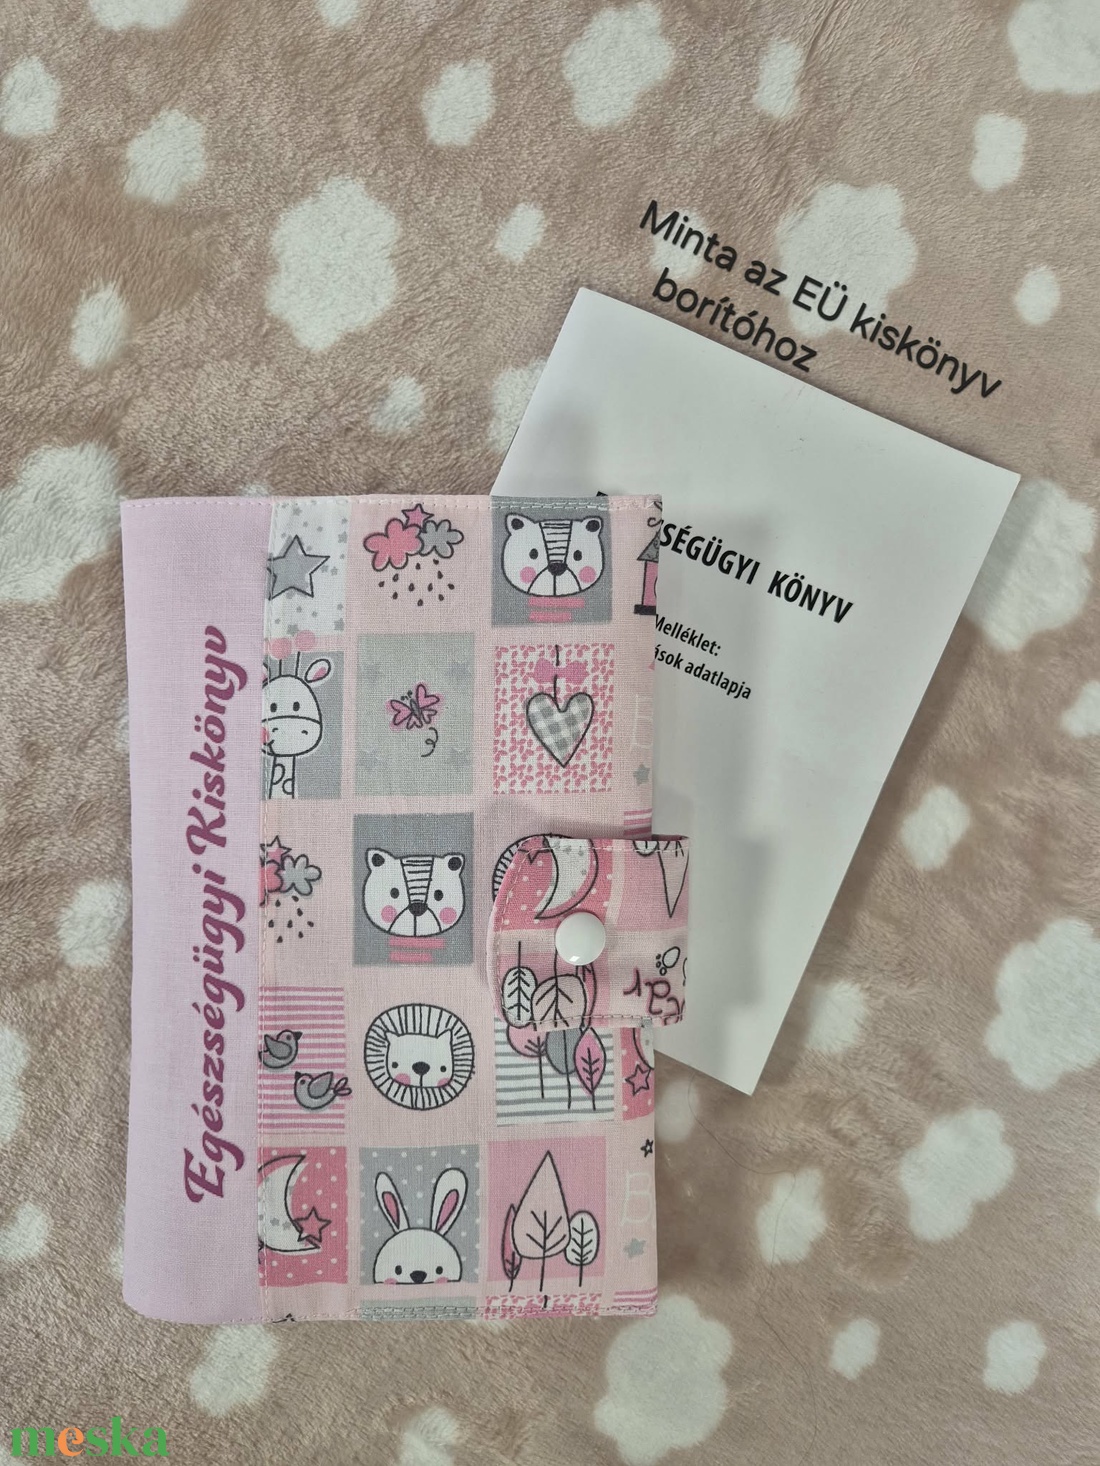 Minta az EÜ kiskönyv
borítóhoz
SÉGÜGYI KÖNYV
Melléklet:
ások adatlapja
Egészségügyi Kiskönyv
meska